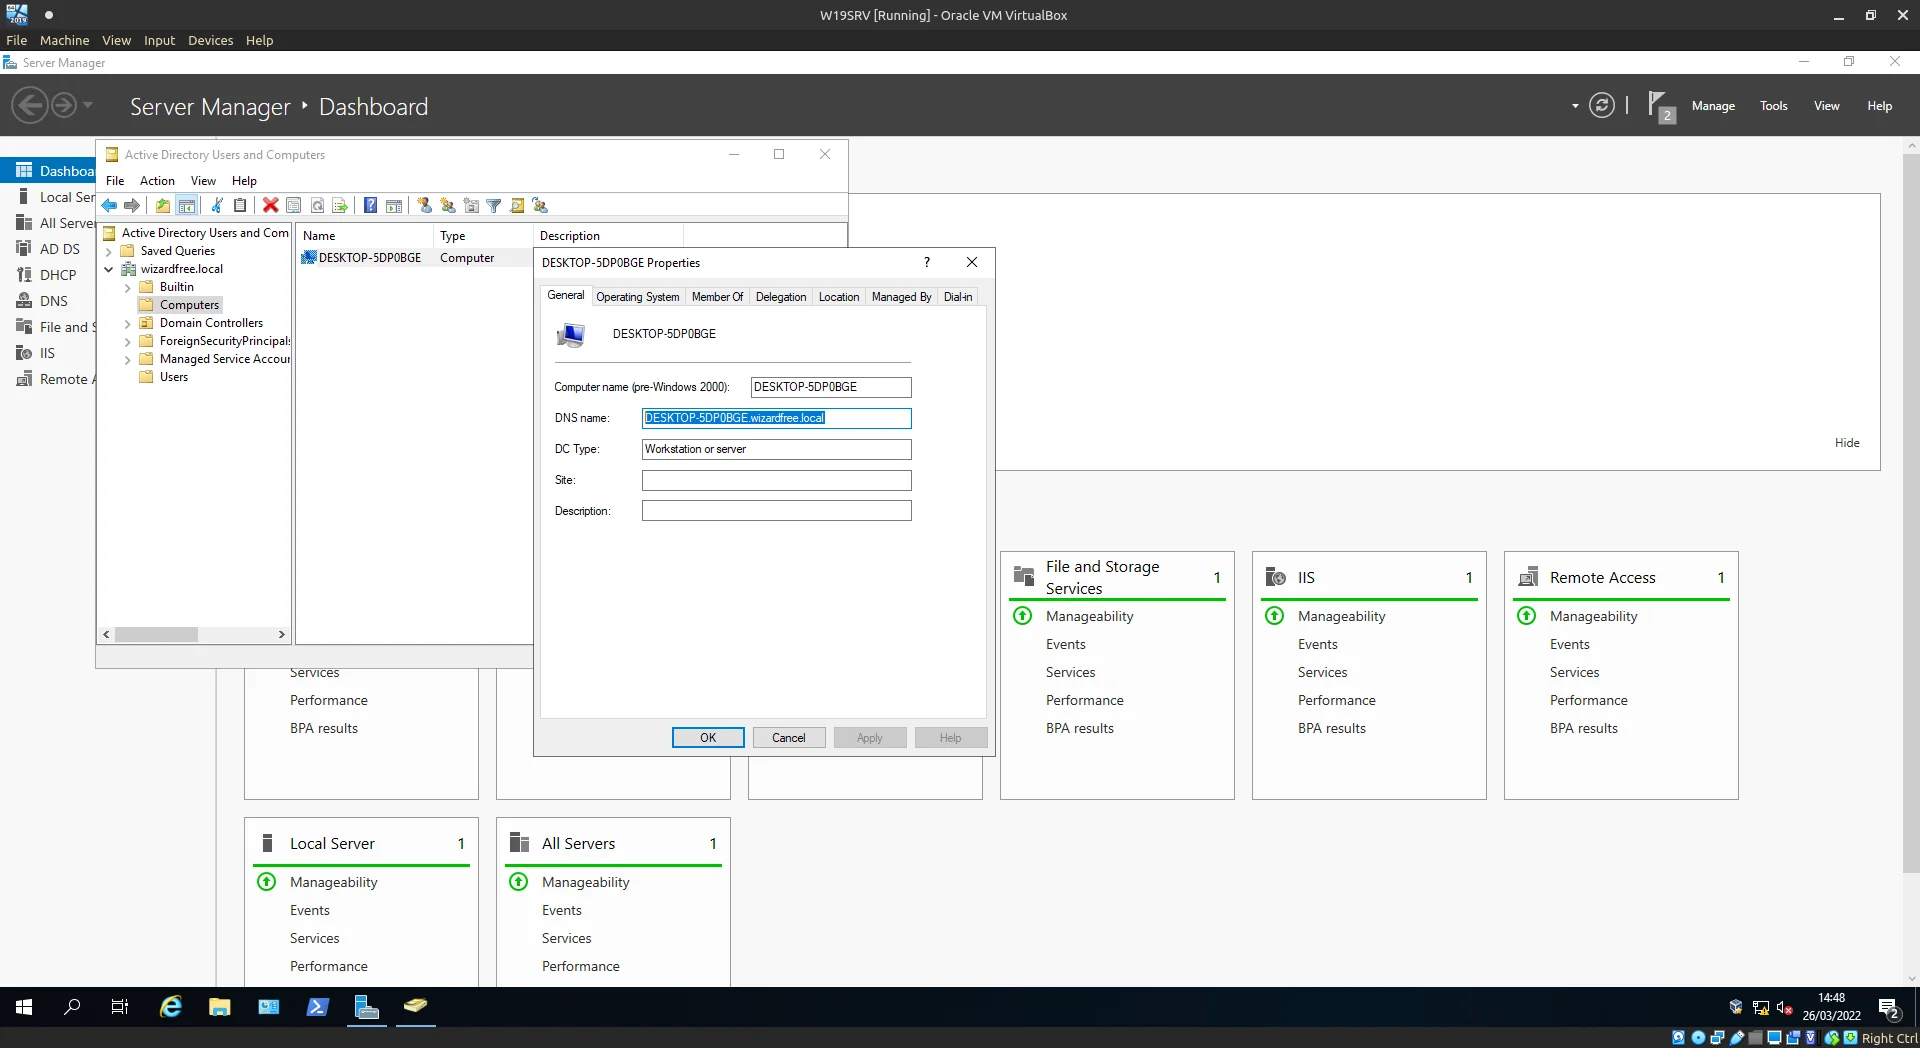 W19SRV [Running] - Oracle VM VirtualBox
File Machine View Input Devices Help
Server Manager
Server Manager Dashboard
2 Manage Tools View Help
Active Directory Users and Computers
File Action View Help
Dashboa
Local Ser
All Serve
AD DS
DHCP
DNS
File and S
IIS
Remote A
Active Directory Users and Com
Saved Queries
wizardfree.local
Builtin
Computers
Domain Controllers
ForeignSecurityPrincipals
Managed Service Accou
Users
Name Type Description
DESKTOP-5DP0BGE Computer
DESKTOP-5DP0BGE Properties
General Operating System Member Of Delegation Location Managed By Dial-in
DESKTOP-5DP0BGE
Computer name (pre-Windows 2000): DESKTOP-5DP0BGE
DNS name: DESKTOP-5DP0BGE.wizardfree.local
DC Type: Workstation or server
Site:
Description:
OK Cancel Apply Help
Hide
Services
Performance
BPA results
File and Storage Services 1
Manageability
Events
Services
Performance
BPA results
IIS 1
Manageability
Events
Services
Performance
BPA results
Remote Access 1
Manageability
Events
Services
Performance
BPA results
Local Server 1
Manageability
Events
Services
Performance
All Servers 1
Manageability
Events
Services
Performance
14:48
26/03/2022
2
Right Ctrl